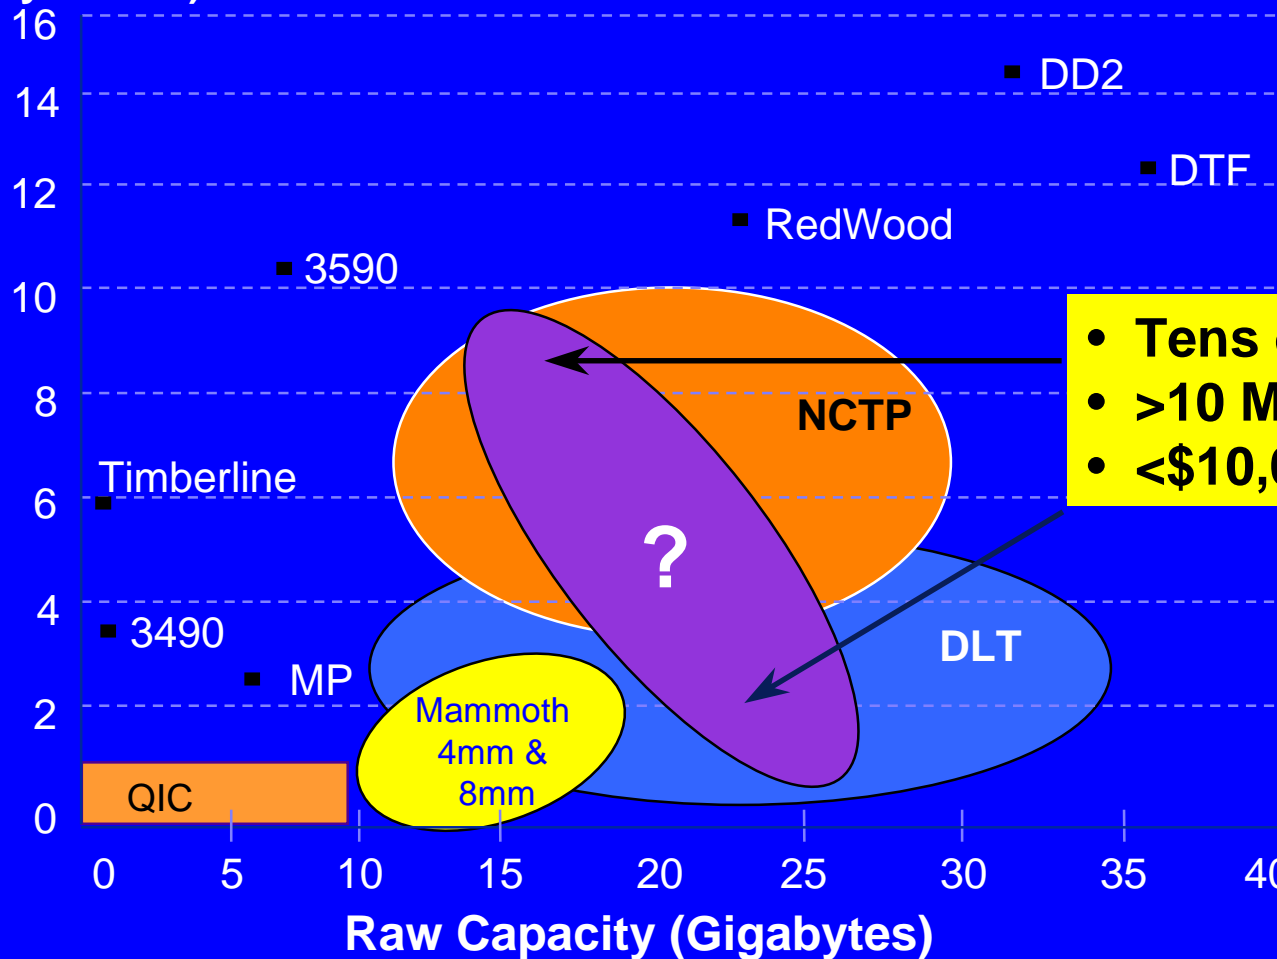 16
DD2
14
DTF
12
RedWood
3590
10
• Tens
• >10 M
8
NCTP
• <$10,
Timberline
6
?
4
3490
DLT
MP
2
Mammoth
4mm &
8mm
QIC
0
0 5 10 15 20 25 30 35 40
Raw Capacity (Gigabytes)